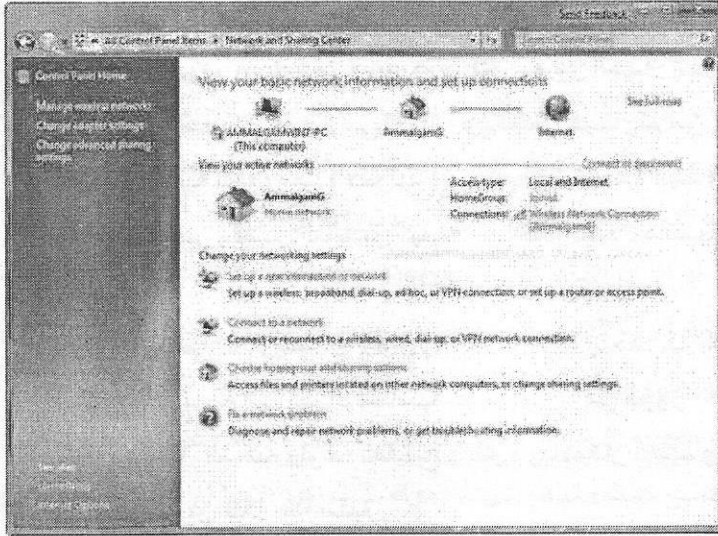 Send Feedback
All Control Panel Items ▸ Network and Sharing Center
Control Panel Home
Manage wireless networks
Change adapter settings
Change advanced sharing
settings
View your basic network information and set up connections
See full map
(This computer)
AmmalgamG
Internet
View your active networks
Connect or disconnect
AmmalgamG
Home network
Access type: Local and Internet
HomeGroup: Joined
Connections: Wireless Network Connection
(AmmalgamG)
Change your networking settings
Set up a new connection or network
Set up a wireless, broadband, dial-up, ad hoc, or VPN connection; or set up a router or access point.
Connect to a network
Connect or reconnect to a wireless, wired, dial-up, or VPN network connection.
Choose homegroup and sharing options
Access files and printers located on other network computers, or change sharing settings.
Fix a network problem
Diagnose and repair network problems, or get troubleshooting information.
See also
Internet Options